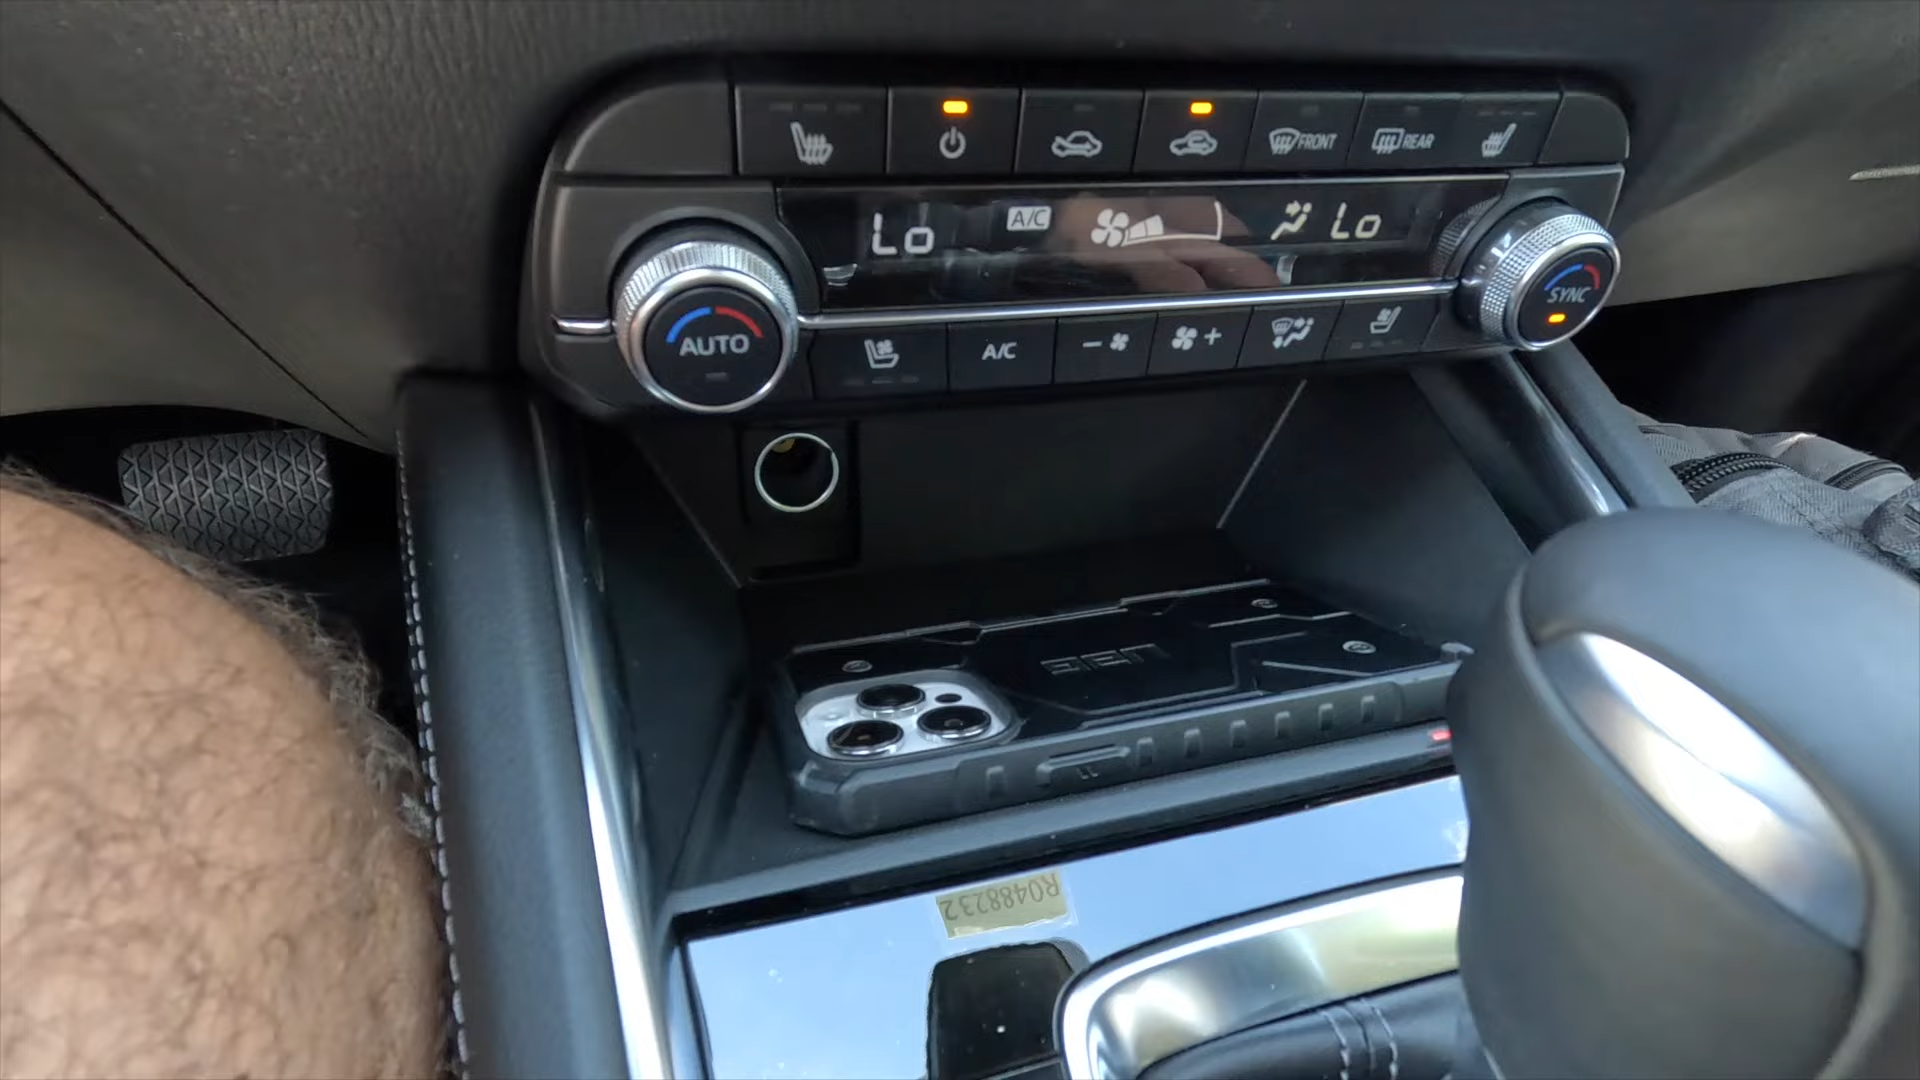 FRONT
REAR
Lo
A/C
Lo
AUTO
A/C
- +
SYNC
R0488232